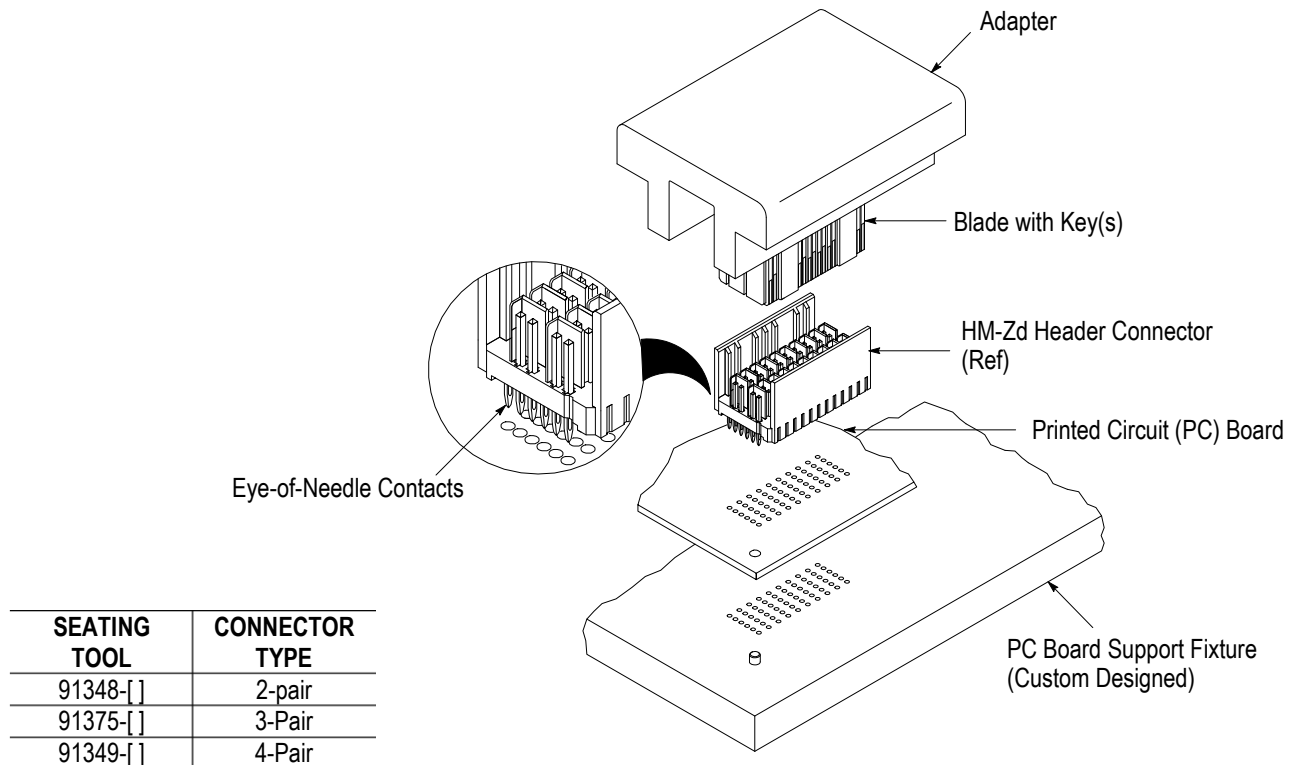 Adapter
Blade with Key(s)
HM-Zd Header Connector
(Ref)
Printed Circuit (PC) Board
Eye-of-Needle Contacts
PC Board Support Fixture
(Custom Designed)
SEATING TOOL CONNECTOR TYPE
91348-[ ] 2-pair
91375-[ ] 3-Pair
91349-[ ] 4-Pair